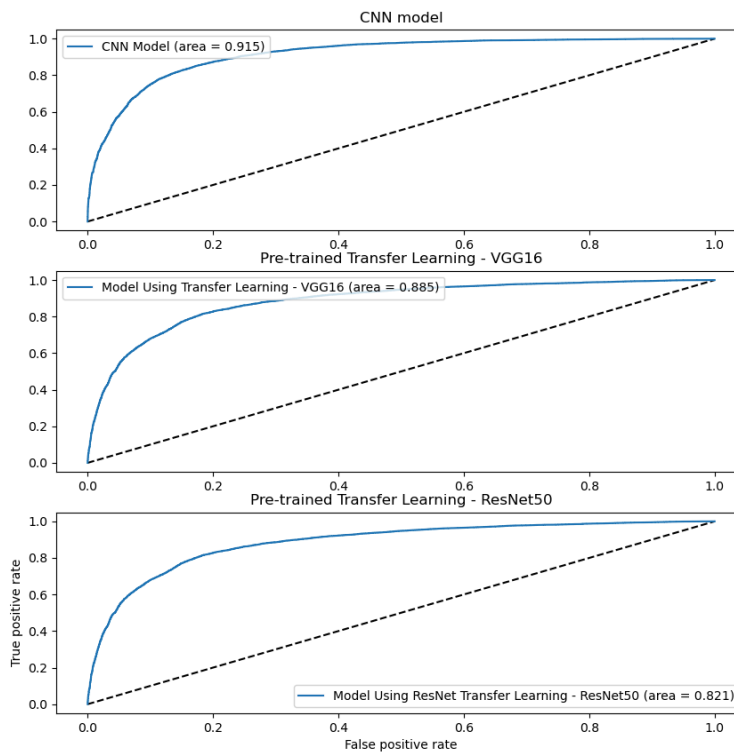 CNN model
CNN Model (area = 0.915)
1.0
0.8
0.6
0.4
0.2
0.0
0.0 0.2 0.4 0.6 0.8 1.0
Pre-trained Transfer Learning - VGG16
Model Using Transfer Learning - VGG16 (area = 0.885)
1.0
0.8
0.6
0.4
0.2
0.0
0.0 0.2 0.4 0.6 0.8 1.0
Pre-trained Transfer Learning - ResNet50
1.0
0.8
0.6
0.4
0.2
0.0
True positive rate
Model Using ResNet Transfer Learning - ResNet50 (area = 0.821)
0.0 0.2 0.4 0.6 0.8 1.0
False positive rate